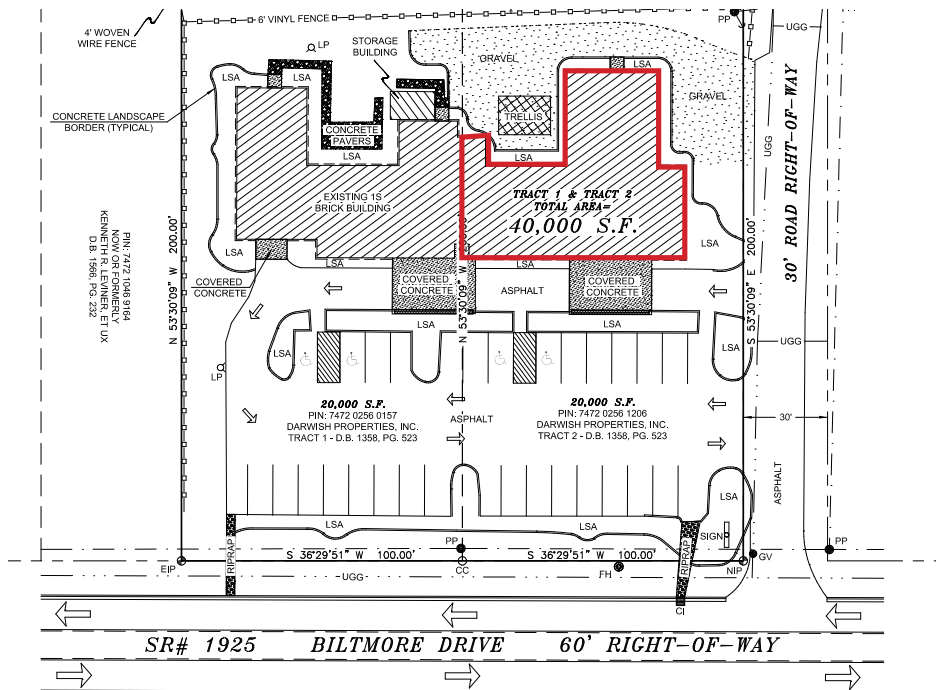 6' VINYL FENCE
PP
UGG
4' WOVEN
WIRE FENCE
LP
STORAGE
BUILDING
GRAVEL
LSA
LSA
LSA
GRAVEL
CONCRETE LANDSCAPE
BORDER (TYPICAL)
TRELLIS
CONCRETE
PAVERS
LSA
LSA
UGG
30' ROAD RIGHT-OF-WAY
EXISTING 1S
BRICK BUILDING
TRACT 1 & TRACT 2
TOTAL AREA=
40,000 S.F.
PIN: 7472 1046 9164
NOW OR FORMERLY
KENNETH R. LEVINER, ET UX
D.B. 1566, PG. 232
N 53°30'09" W 200.00'
N 53°30'09" W
S 53°30'09" E 200.00'
LSA
LSA
LSA
LSA
COVERED
CONCRETE
COVERED
CONCRETE
COVERED
CONCRETE
ASPHALT
LSA
LSA
LSA
LSA
UGG
LP
20,000 S.F.
PIN: 7472 0256 0157
DARWISH PROPERTIES, INC.
TRACT 1 - D.B. 1358, PG. 523
ASPHALT
20,000 S.F.
PIN: 7472 0256 1206
DARWISH PROPERTIES, INC.
TRACT 2 - D.B. 1358, PG. 523
30'
ASPHALT
LSA
LSA
LSA
SIGN
RIPRAP
RIPRAP
PP
PP
S 36°29'51" W 100.00'
S 36°29'51" W 100.00'
GV
EIP
UGG
CC
FH
NIP
SR# 1925 BILTMORE DRIVE 60' RIGHT-OF-WAY